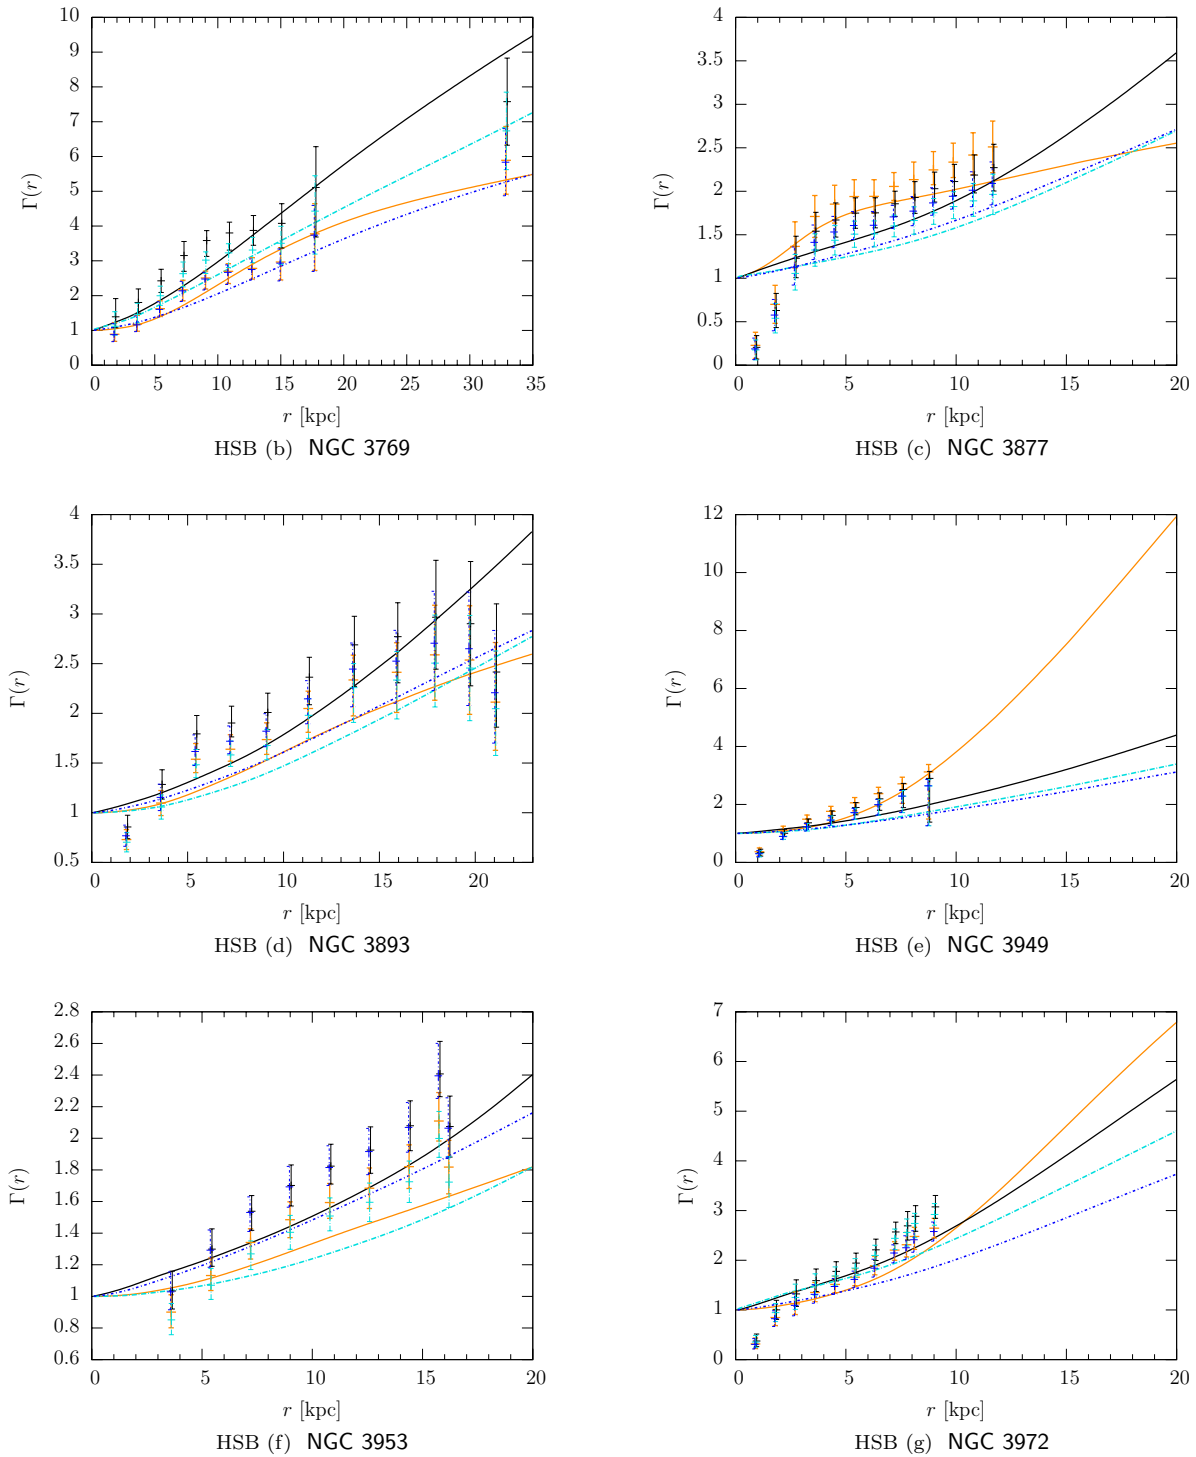 10
9
8
7
6
5
4
3
2
1
0
Γ(r)
0 5 10 15 20 25 30 35
r [kpc]
HSB (b) NGC 3769
4
3.5
3
2.5
2
1.5
1
0.5
0
Γ(r)
0 5 10 15 20
r [kpc]
HSB (c) NGC 3877
4
3.5
3
2.5
2
1.5
1
0.5
Γ(r)
0 5 10 15 20
r [kpc]
HSB (d) NGC 3893
12
10
8
6
4
2
0
Γ(r)
0 5 10 15 20
r [kpc]
HSB (e) NGC 3949
2.8
2.6
2.4
2.2
2
1.8
1.6
1.4
1.2
1
0.8
0.6
Γ(r)
0 5 10 15 20
r [kpc]
HSB (f) NGC 3953
7
6
5
4
3
2
1
0
Γ(r)
0 5 10 15 20
r [kpc]
HSB (g) NGC 3972